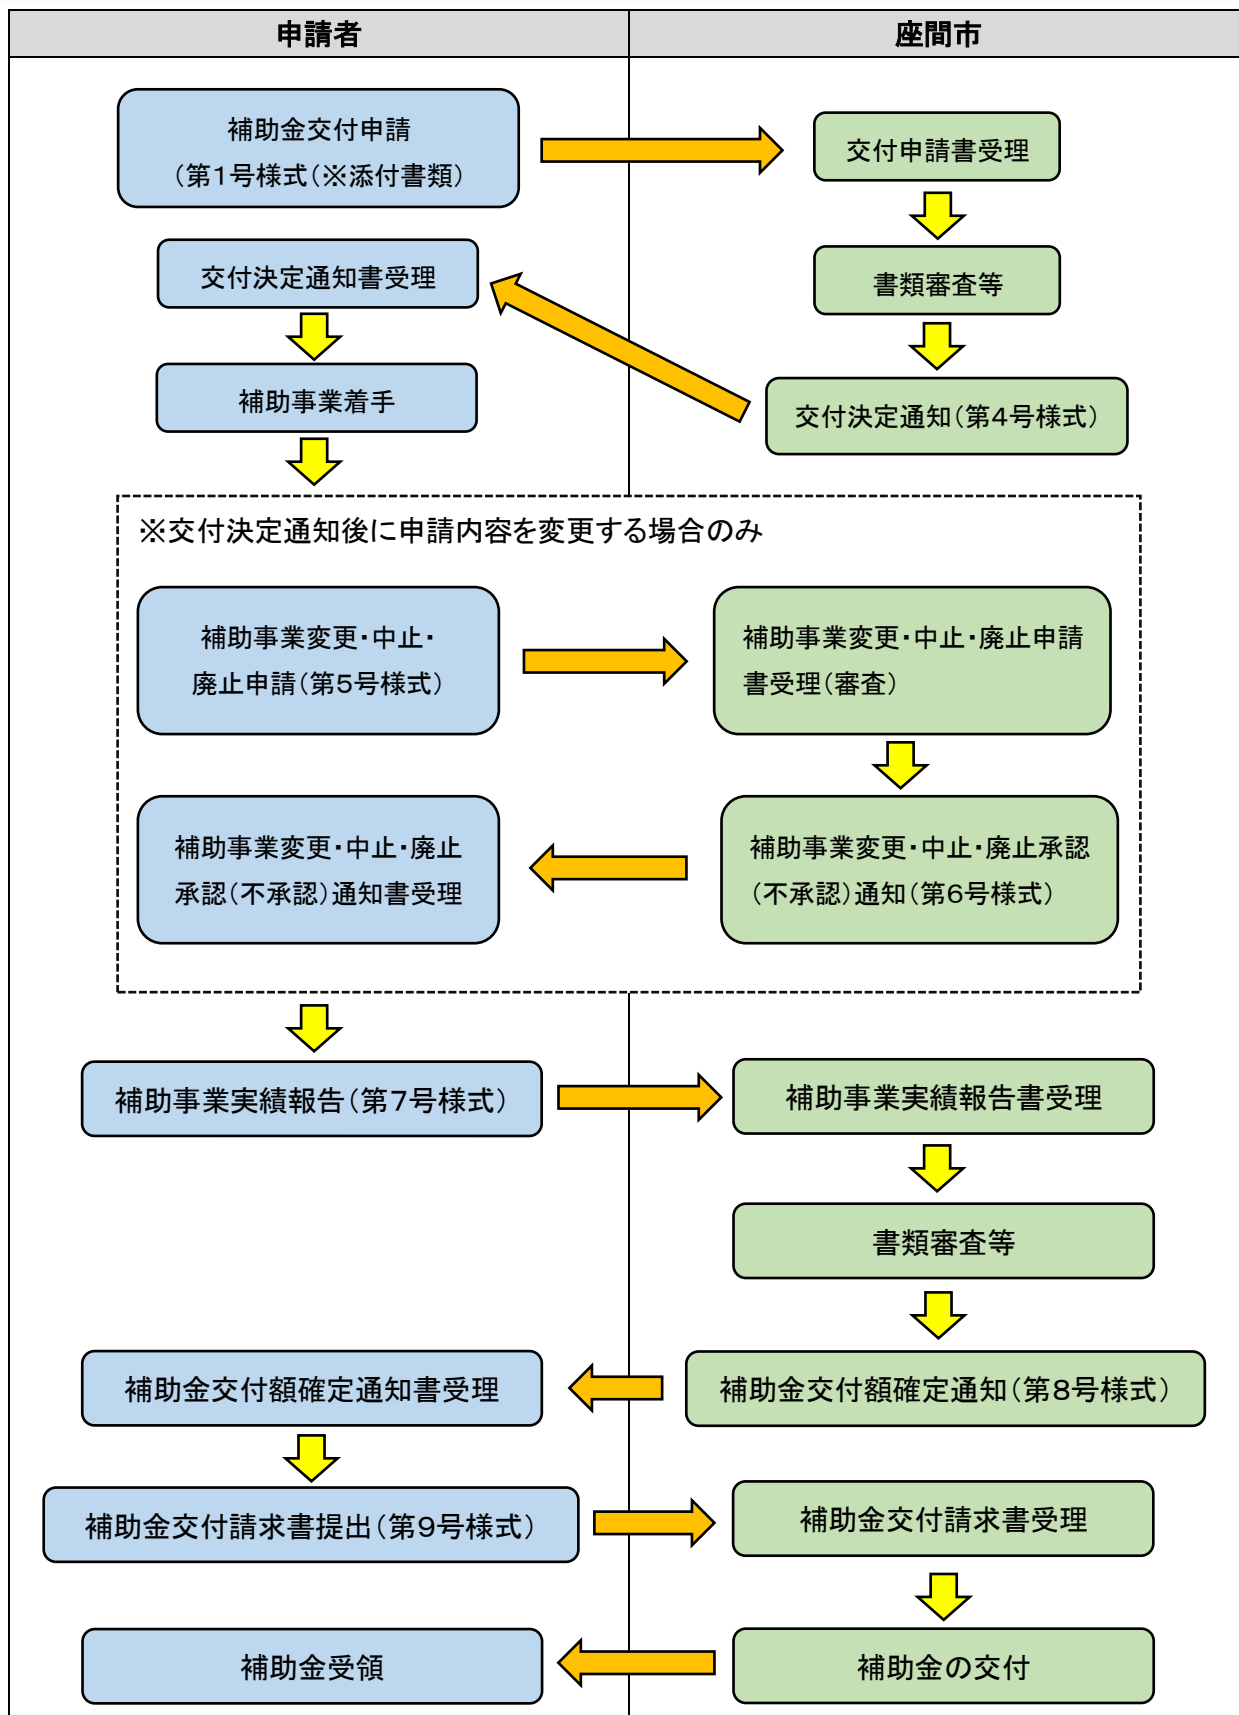 申請者
座間市
補助金交付申請
(第1号様式(※添付書類)
交付申請書受理
書類審査等
交付決定通知(第4号様式)
交付決定通知書受理
補助事業着手
※交付決定通知後に申請内容を変更する場合のみ
補助事業変更・中止・
廃止申請(第5号様式)
補助事業変更・中止・廃止申請
書受理(審査)
補助事業変更・中止・廃止承認
(不承認)通知(第6号様式)
補助事業変更・中止・廃止
承認(不承認)通知書受理
補助事業実績報告(第7号様式)
補助事業実績報告書受理
書類審査等
補助金交付額確定通知(第8号様式)
補助金交付額確定通知書受理
補助金交付請求書提出(第9号様式)
補助金交付請求書受理
補助金の交付
補助金受領